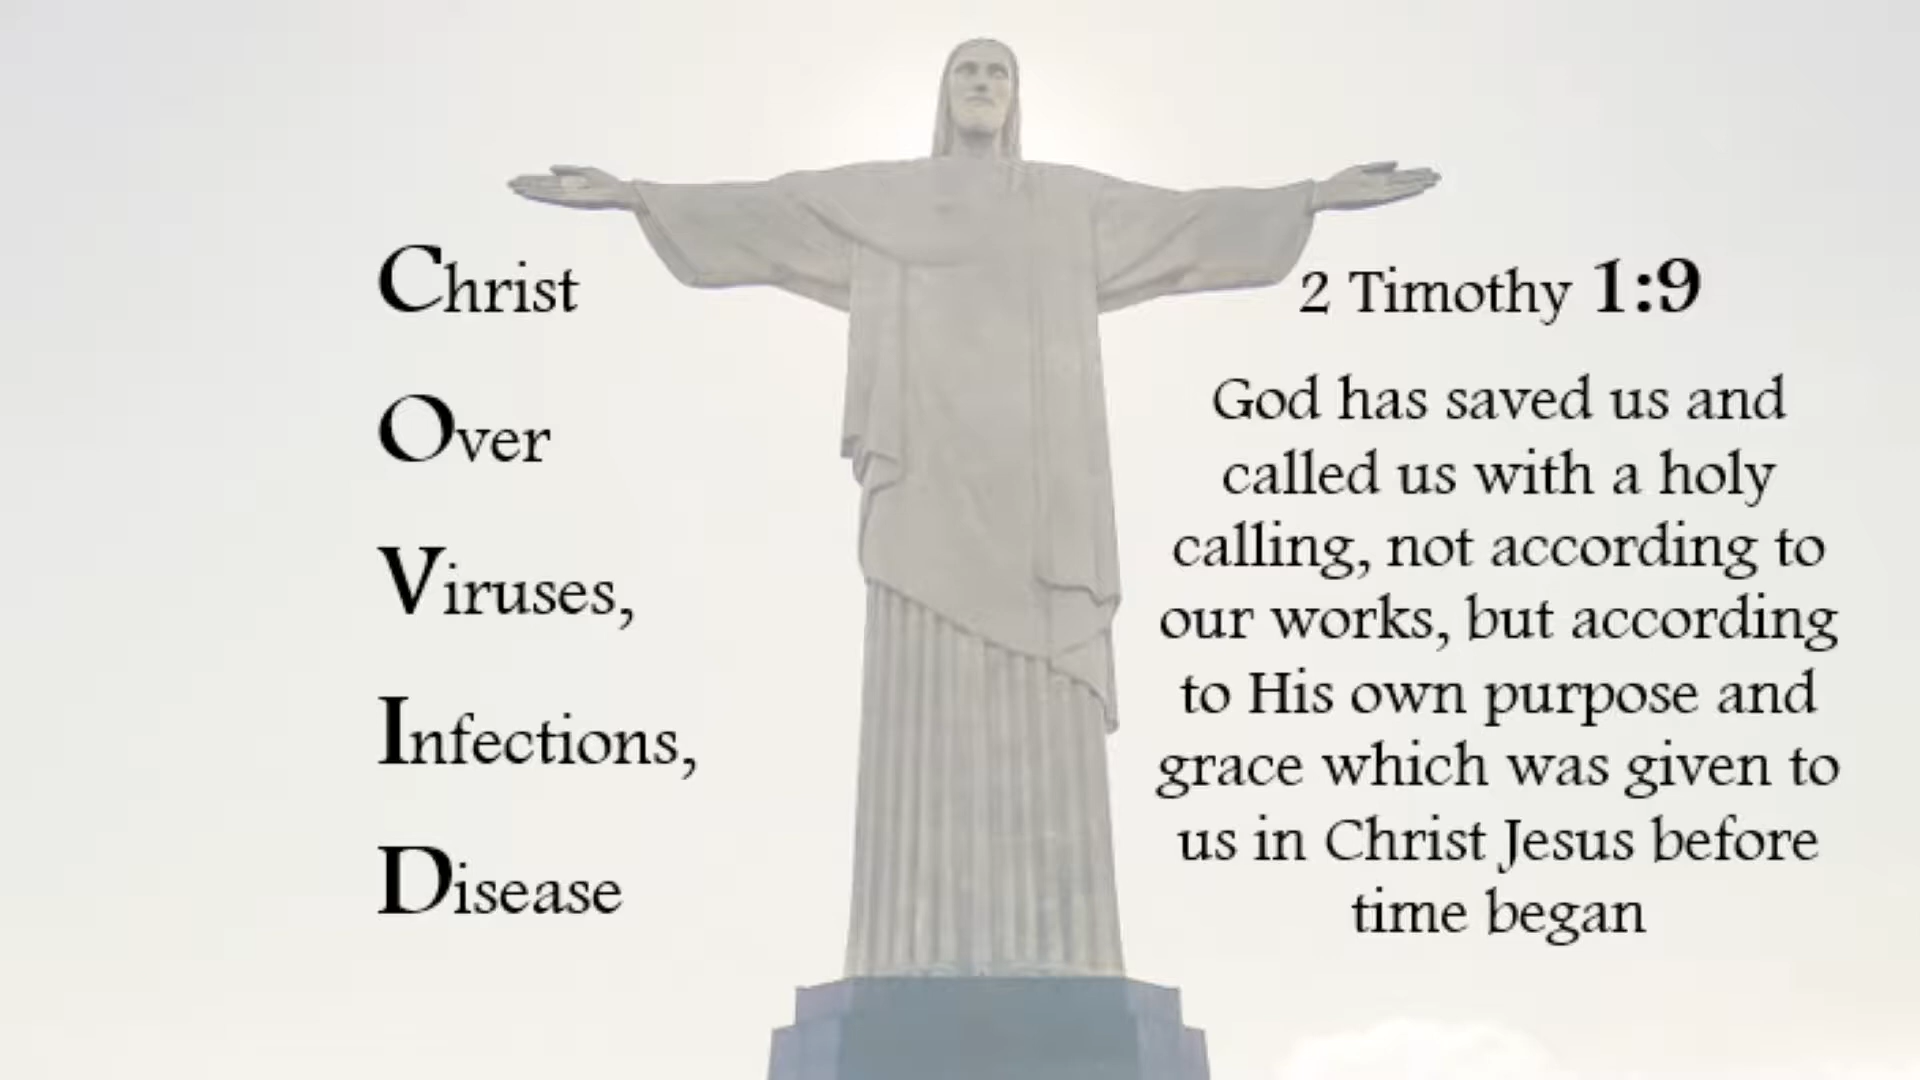 Christ
Over
Viruses,
Infections,
Disease
2 Timothy 1:9
God has saved us and
called us with a holy
calling, not according to
our works, but according
to His own purpose and
grace which was given to
us in Christ Jesus before
time began